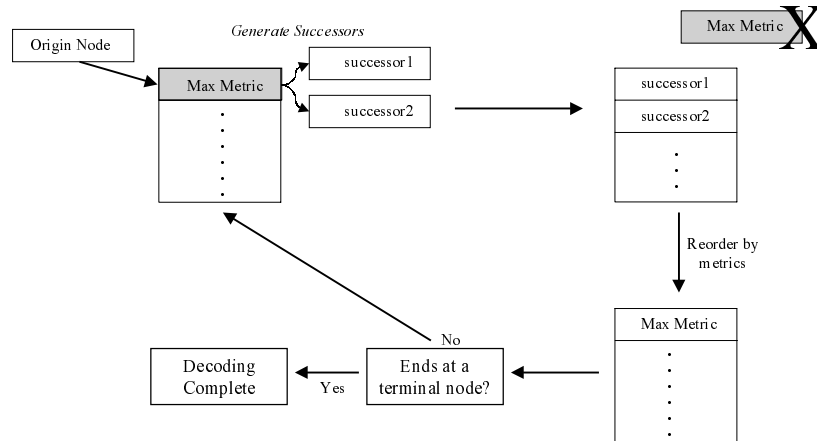 Generate Successors
Max Metric
X
Origin Node
Max Metric
successor1
successor2
successor1
successor2
Reorder by
metrics
Max Metric
No
Ends at a
terminal node?
Yes
Decoding
Complete